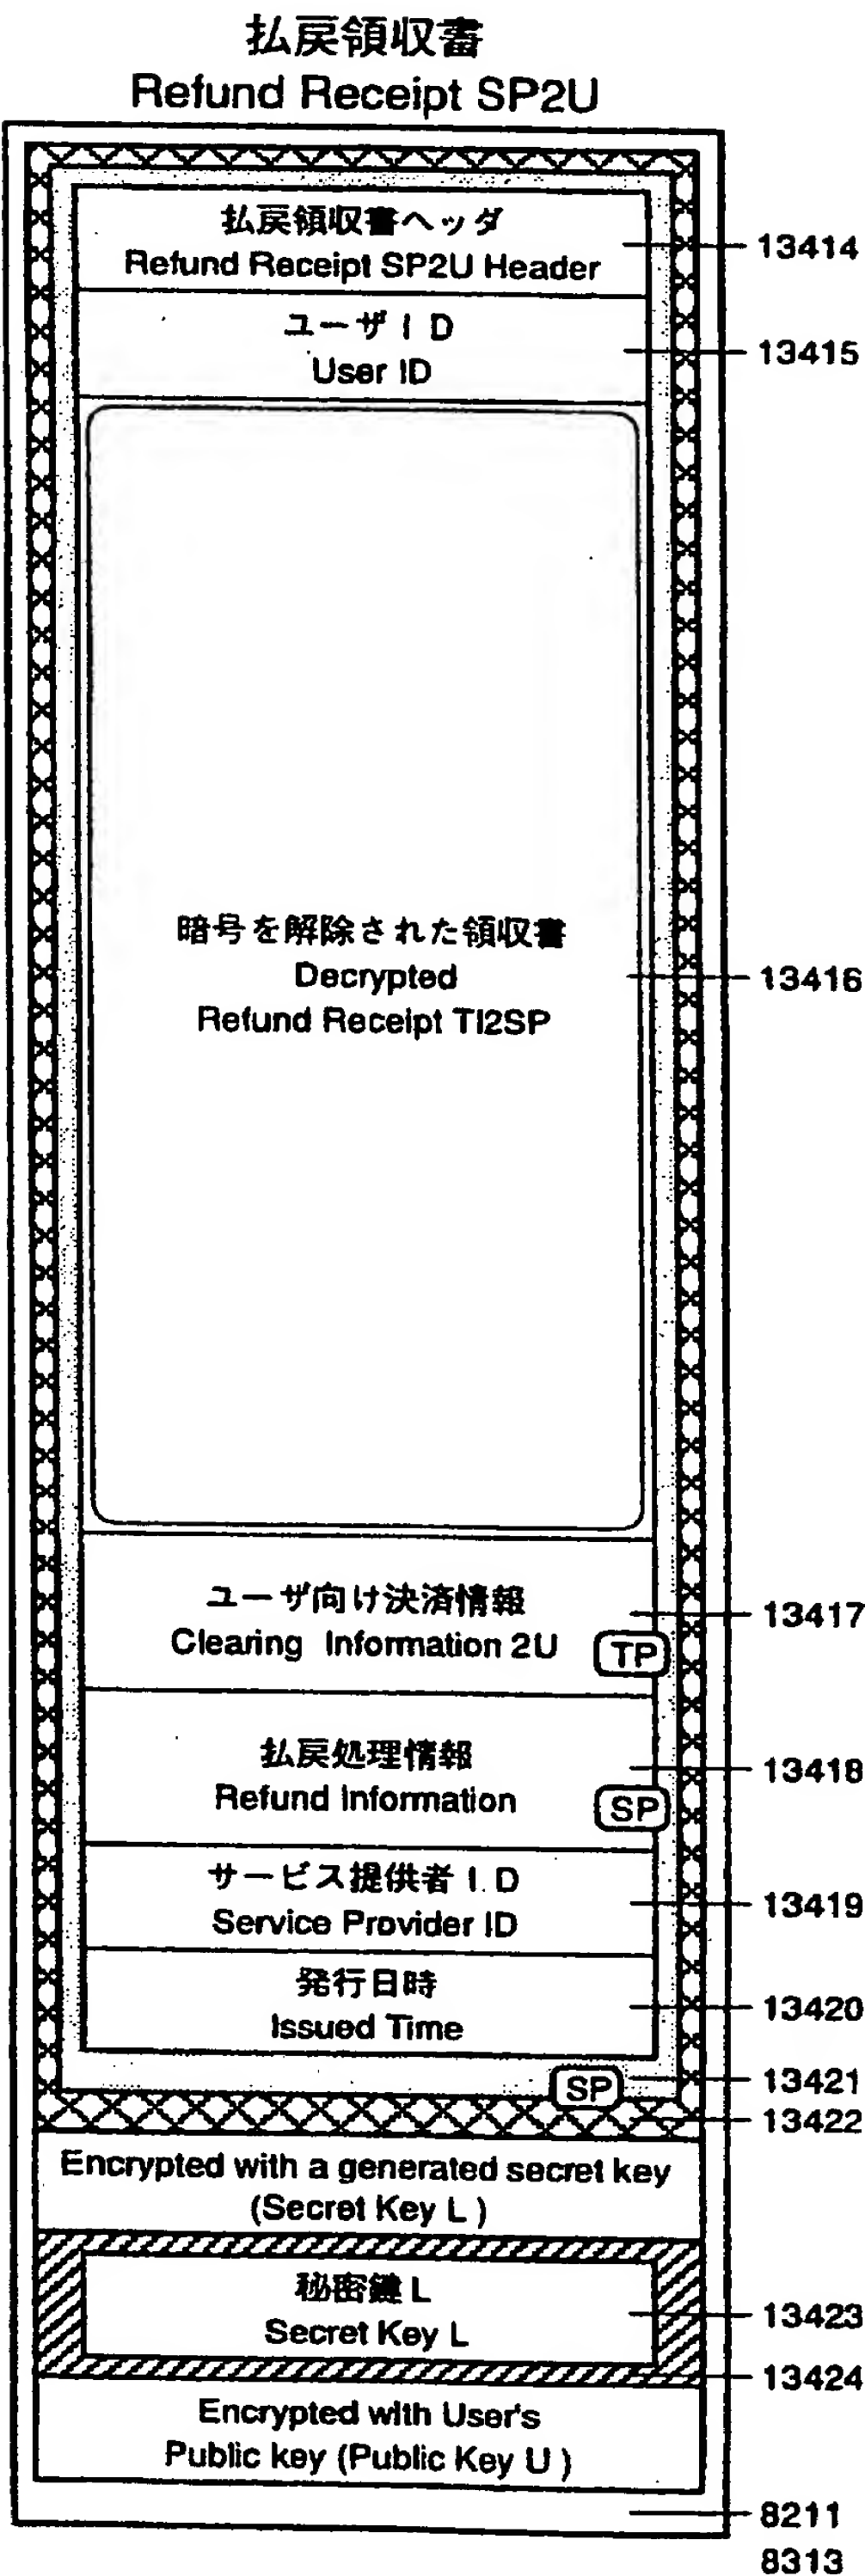 払戻領収書
Refund Receipt SP2U
払戻領収書ヘッダ
Refund Receipt SP2U Header
13414
ユーザID
User ID
13415
暗号を解除された領収書
Decrypted
Refund Receipt TI2SP
13416
ユーザ向け決済情報
Clearing Information 2U
TP
13417
払戻処理情報
Refund Information
SP
13418
サービス提供者ID
Service Provider ID
13419
発行日時
Issued Time
13420
SP
13421
13422
Encrypted with a generated secret key
(Secret Key L)
秘密鍵L
Secret Key L
13423
13424
Encrypted with User's
Public key (Public Key U)
8211
8313